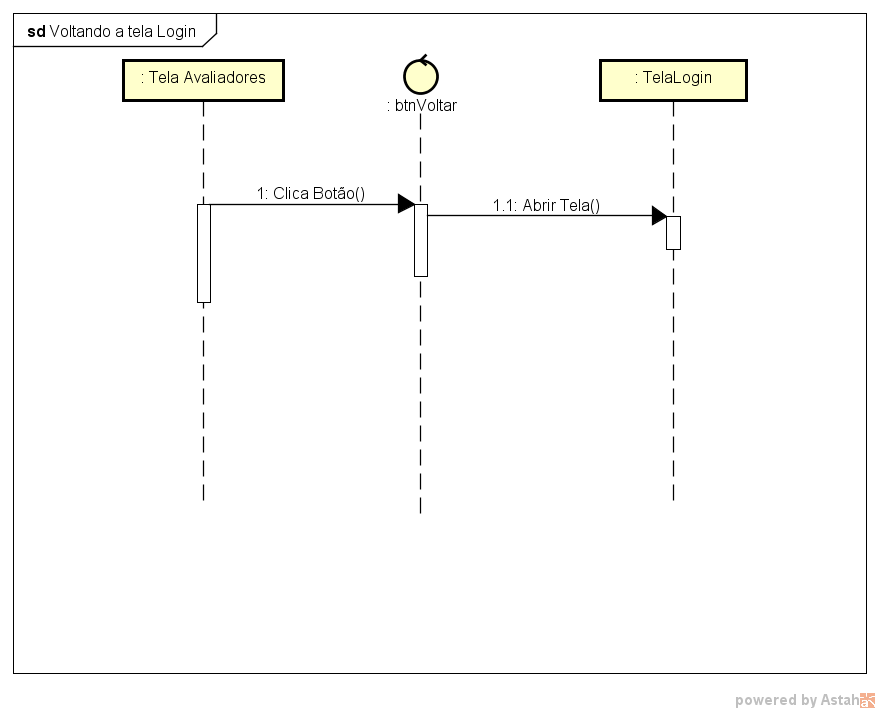 sd Voltando a tela Login
: Tela Avaliadores
: btnVoltar
: TelaLogin
1: Clica Botão()
1.1: Abrir Tela()
powered by Astah